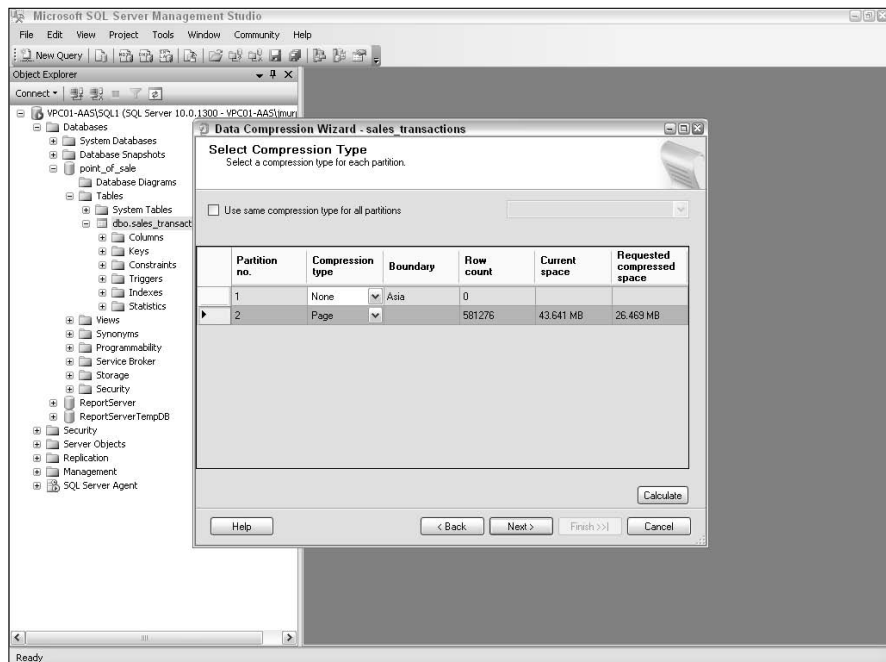 Microsoft SQL Server Management Studio
File Edit View Project Tools Window Community Help
New Query
Object Explorer
Connect
VPC01-AAS\SQL1 (SQL Server 10.0.1300 - VPC01-AAS\jmurp
Databases
System Databases
Database Snapshots
point_of_sale
Database Diagrams
Tables
System Tables
dbo.sales_transact
Columns
Keys
Constraints
Triggers
Indexes
Statistics
Views
Synonyms
Programmability
Service Broker
Storage
Security
ReportServer
ReportServerTempDB
Security
Server Objects
Replication
Management
SQL Server Agent
Data Compression Wizard - sales_transactions
Select Compression Type
Select a compression type for each partition.
Use same compression type for all partitions
Partition no. Compression type Boundary Row count Current space Requested compressed space
1 None Asia 0
2 Page 581276 43.641 MB 26.469 MB
Calculate
Help < Back Next > Finish >>| Cancel
Ready